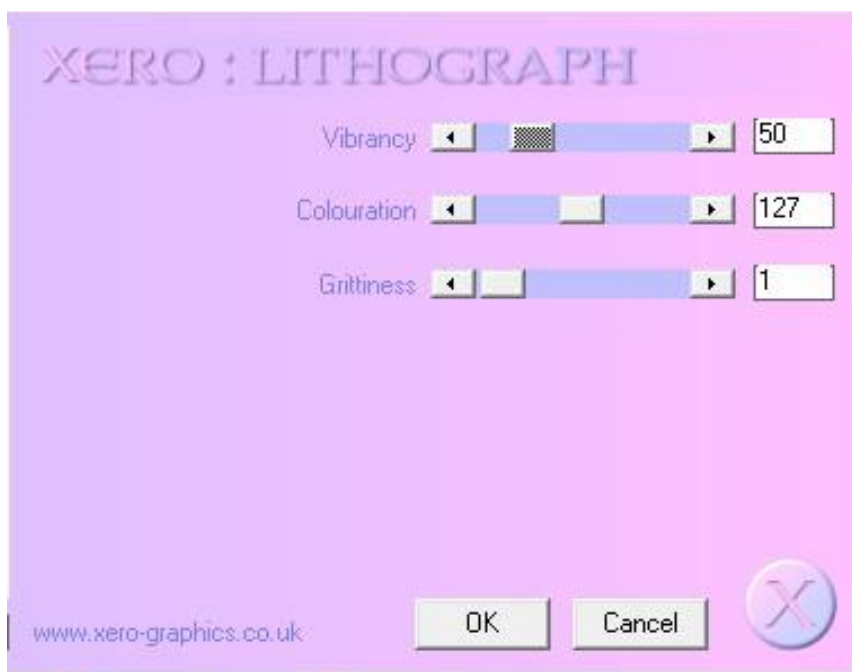 XERO : LITHOGRAPH
Vibrancy 50
Colouration 127
Grittiness 1
www.xero-graphics.co.uk OK Cancel X